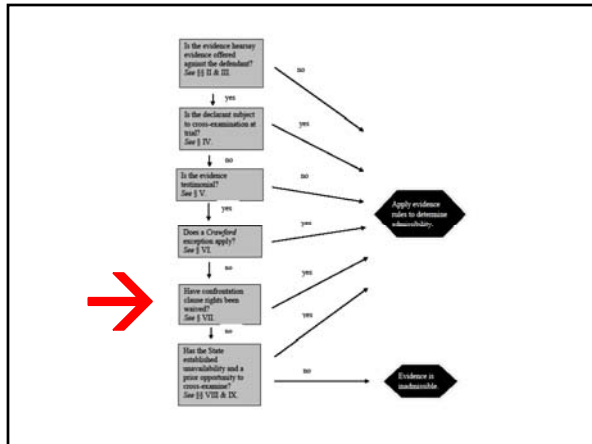 Is the evidence hearsay
evidence offered
against the defendant?
See §§ II & III.
no
yes
Is the declarant subject
to cross-examination at
trial?
See § IV.
yes
no
Is the evidence
testimonial?
See § V.
no
yes
Does a Crawford
exception apply?
See § VI.
yes
no
Have confrontation
clause rights been
waived?
See § VII.
yes
no
Has the State
established
unavailability and a
prior opportunity to
cross-examine?
See §§ VIII & IX.
yes
no
Apply evidence
rules to determine
admissibility.
Evidence is
inadmissible.